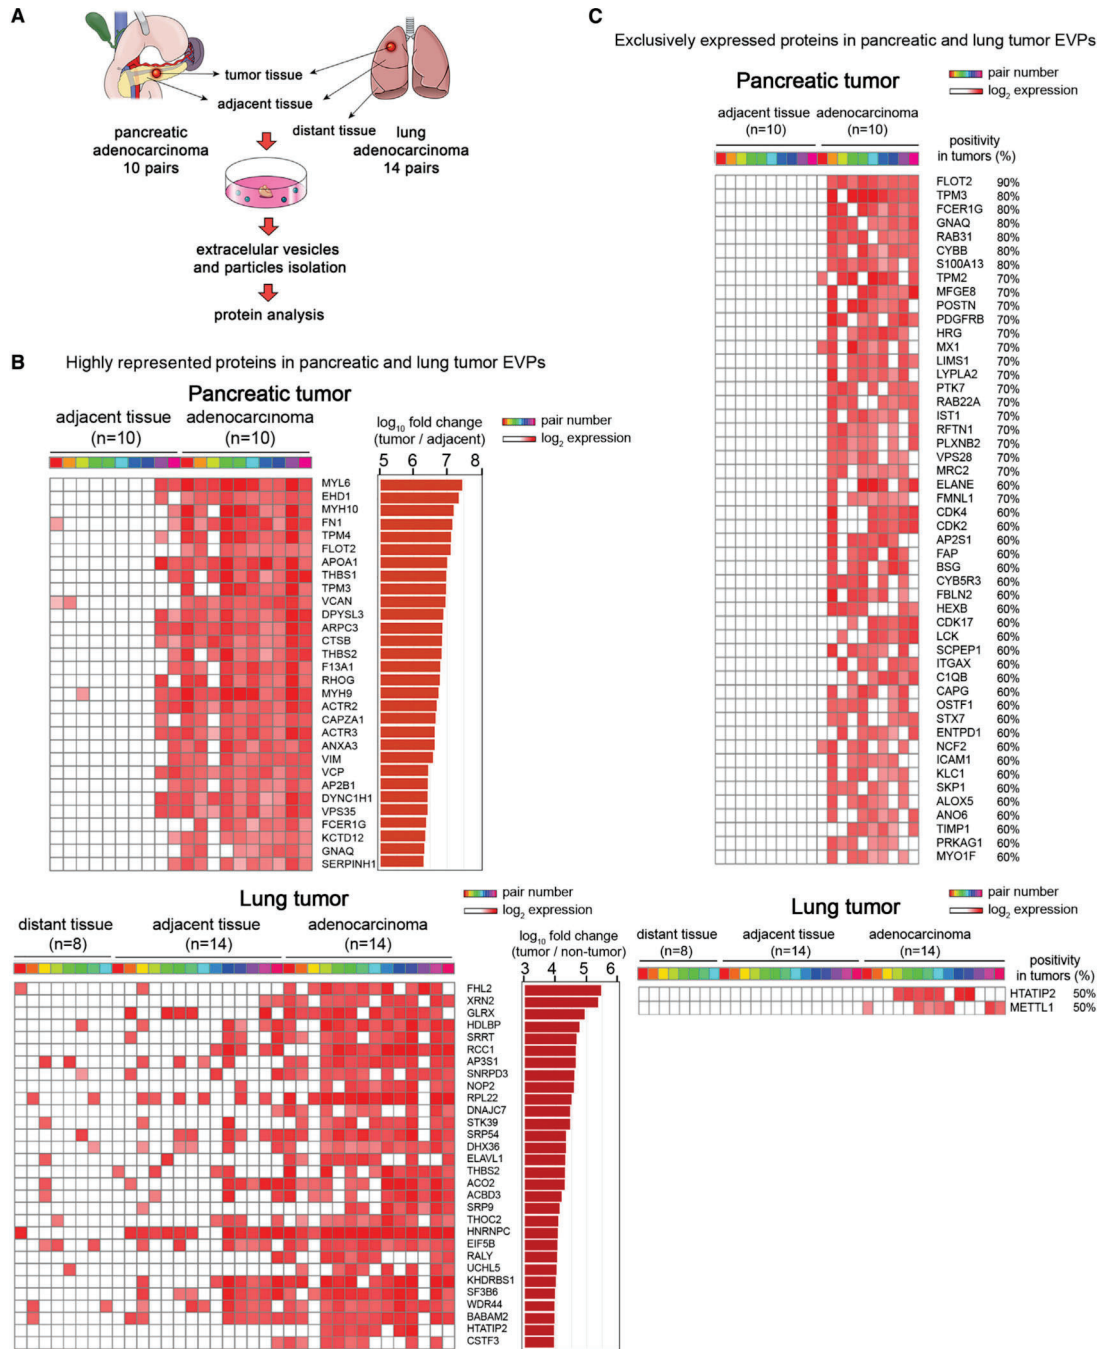 A
tumor tissue
adjacent tissue
distant tissue
pancreatic
adenocarcinoma
10 pairs
lung
adenocarcinoma
14 pairs
extracelular vesicles
and particles isolation
protein analysis
B
Highly represented proteins in pancreatic and lung tumor EVPs
Pancreatic tumor
adjacent tissue
(n=10)
adenocarcinoma
(n=10)
log10 fold change
(tumor / adjacent)
pair number
log2 expression
5 6 7 8
MYL6
EHD1
MYH10
FN1
TPM4
FLOT2
APOA1
THBS1
TPM3
VCAN
DPYSL3
ARPC3
CTSB
THBS2
F13A1
RHOG
MYH9
ACTR2
CAPZA1
ACTR3
ANXA3
VIM
VCP
AP2B1
DYNC1H1
VPS35
FCER1G
KCTD12
GNAQ
SERPINH1
Lung tumor
pair number
log2 expression
distant tissue
(n=8)
adjacent tissue
(n=14)
adenocarcinoma
(n=14)
log10 fold change
(tumor / non-tumor)
3 4 5 6
FHL2
XRN2
GLRX
HDLBP
SRRT
RCC1
AP3S1
SNRPD3
NOP2
RPL22
DNAJC7
STK39
SRP54
DHX36
ELAVL1
THBS2
ACO2
ACBD3
SRP9
THOC2
HNRNPC
EIF5B
RALY
UCHL5
KHDRBS1
SF3B6
WDR44
BABAM2
HTATIP2
CSTF3
C
Exclusively expressed proteins in pancreatic and lung tumor EVPs
Pancreatic tumor
pair number
log2 expression
adjacent tissue
(n=10)
adenocarcinoma
(n=10)
positivity
in tumors (%)
FLOT2 90%
TPM3 80%
FCER1G 80%
GNAQ 80%
RAB31 80%
CYBB 80%
S100A13 80%
TPM2 70%
MFGE8 70%
POSTN 70%
PDGFRB 70%
HRG 70%
MX1 70%
LIMS1 70%
LYPLA2 70%
PTK7 70%
RAB22A 70%
IST1 70%
RFTN1 70%
PLXNB2 70%
VPS28 70%
MRC2 70%
ELANE 60%
FMNL1 70%
CDK4 60%
CDK2 60%
AP2S1 60%
FAP 60%
BSG 60%
CYB5R3 60%
FBLN2 60%
HEXB 60%
CDK17 60%
LCK 60%
SCPEP1 60%
ITGAX 60%
C1QB 60%
CAPG 60%
OSTF1 60%
STX7 60%
ENTPD1 60%
NCF2 60%
ICAM1 60%
KLC1 60%
SKP1 60%
ALOX5 60%
ANO6 60%
TIMP1 60%
PRKAG1 60%
MYO1F 60%
Lung tumor
pair number
log2 expression
distant tissue
(n=8)
adjacent tissue
(n=14)
adenocarcinoma
(n=14)
positivity
in tumors (%)
HTATIP2 50%
METTL1 50%